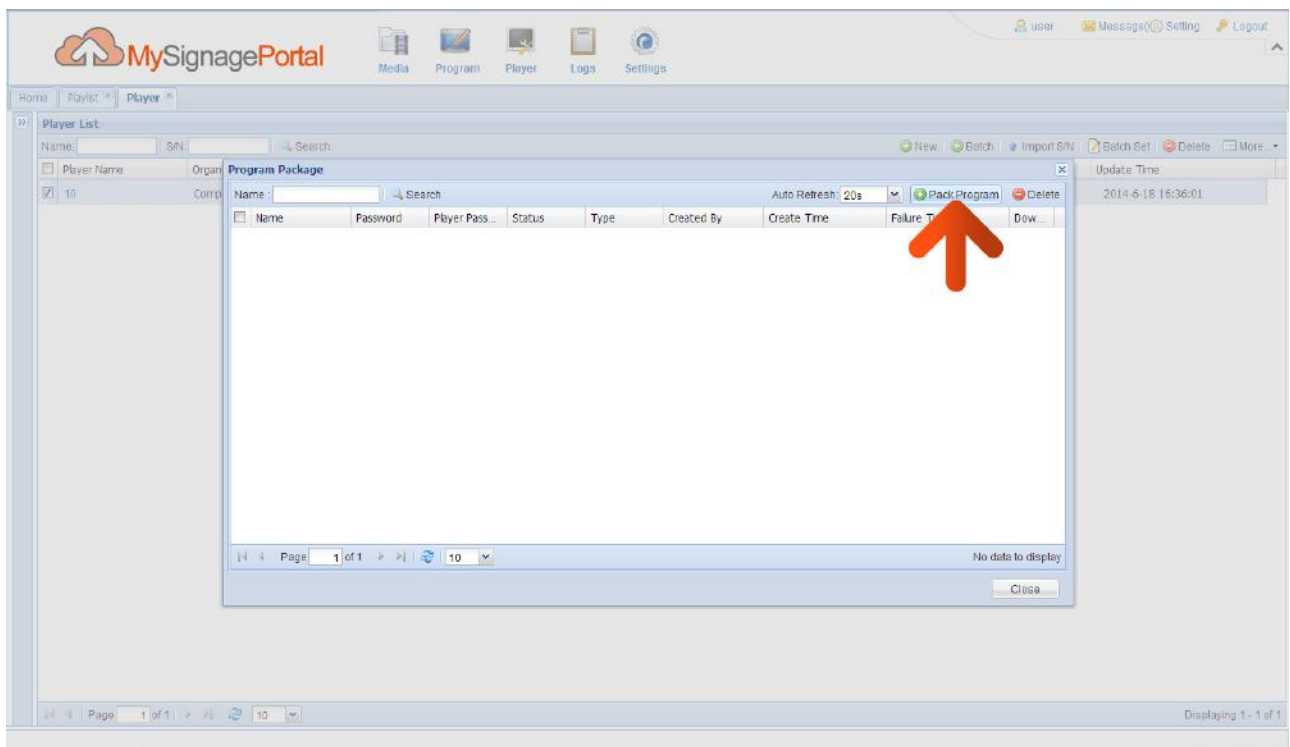 user Message() Setting Logout
MySignagePortal
Media Program Player Logs Settings
Home Playlist Player
Player List
Name: S/N: Search New Batch Import S/N Batch Set Delete More
Player Name Organ Update Time
10 Comp 2014-6-18 16:36:01
Program Package
Name : Search Auto Refresh: 20s Pack Program Delete
Name Password Player Pass... Status Type Created By Create Time Failure T Dow...
Page 1 of 1 10 No data to display
Close
Page 1 of 1 10 Displaying 1 - 1 of 1